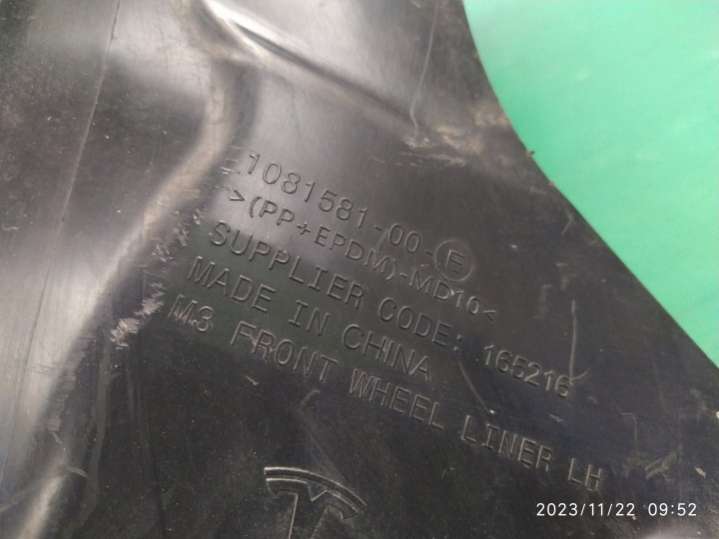 1081581-00-E
>(PP+EPDM)-MD10<
SUPPLIER CODE: 165216
MADE IN CHINA
M3 FRONT WHEEL LINER LH
2023/11/22 09:52